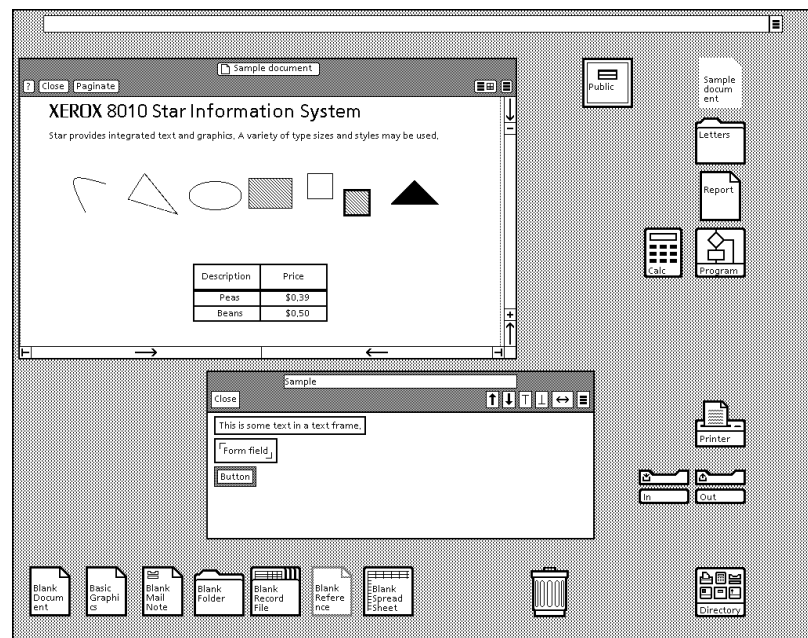 Sample document
? Close Paginate
XEROX 8010 Star Information System
Star provides integrated text and graphics. A variety of type sizes and styles may be used.
Description Price
Peas $0.39
Beans $0.50
Public
Sample
docum
ent
Letters
Report
Calc
Program
Sample
Close
This is some text in a text frame.
Form field
Button
Printer
In
Out
Blank
Docum
ent
Basic
Graphi
cs
Blank
Mail
Note
Blank
Folder
Blank
Record
File
Blank
Refere
nce
Blank
Spread
Sheet
Directory